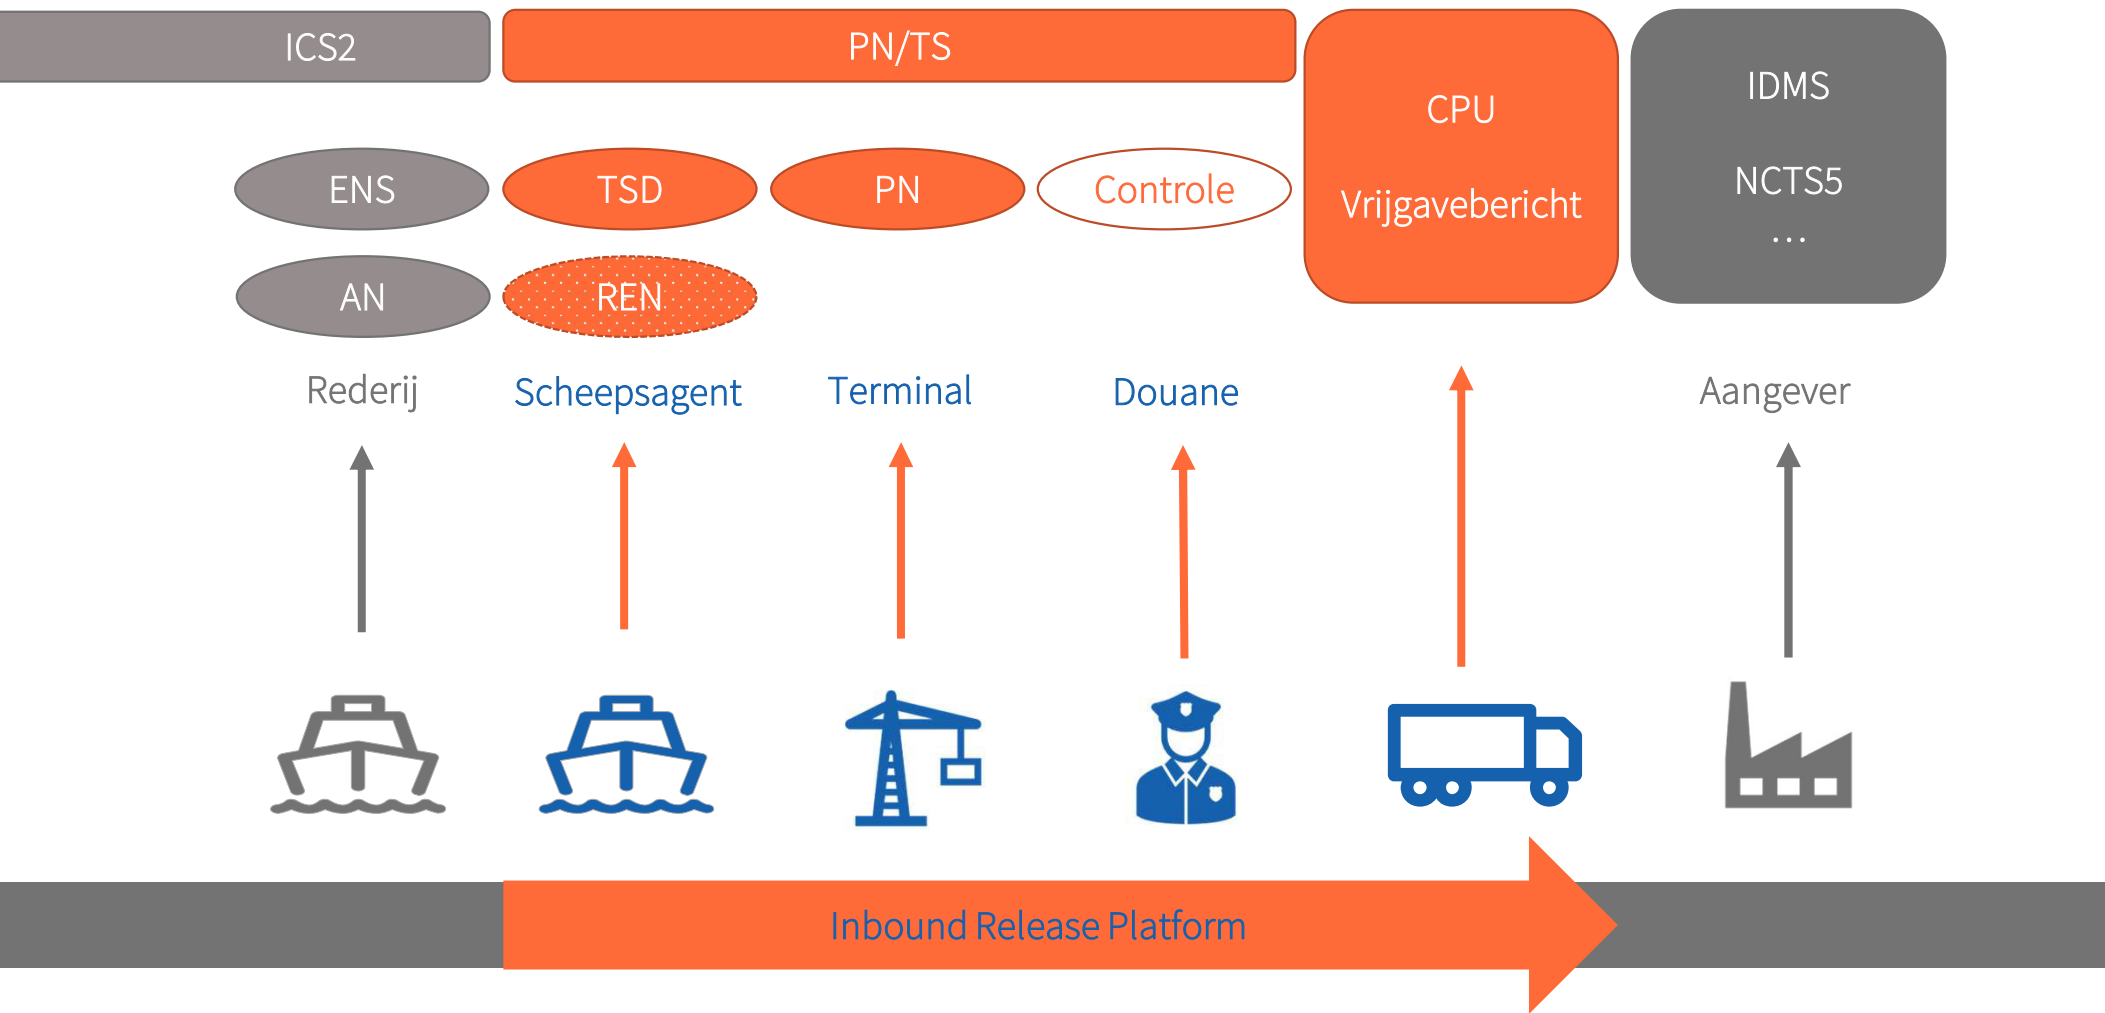 ICS2
PN/TS
CPU
Vrijgavebericht
IDMS
NCTS5
...
ENS
TSD
PN
Controle
AN
REN
Rederij
Scheepsagent
Terminal
Douane
Aangever
Inbound Release Platform